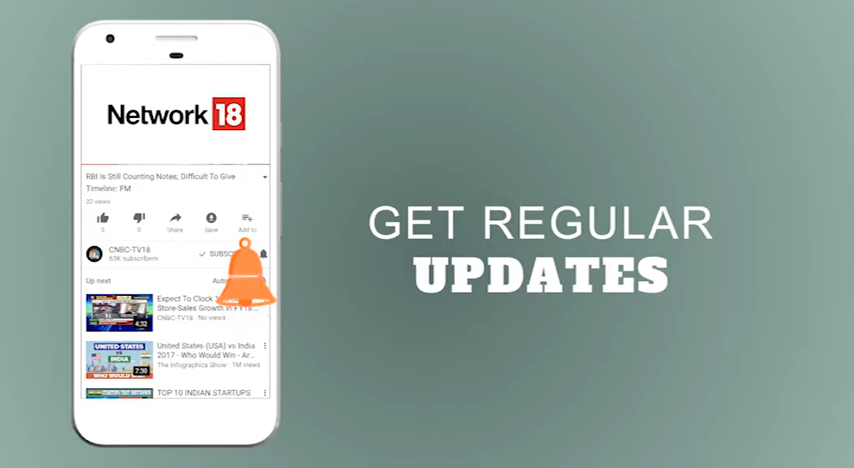 Network 18
RBI Is Still Counting Notes; Difficult To Give
Timeline: FM
32 views
0
0
Share
Save
Add to
CNBC-TV18
63K subscribers
Up next
Expect To Clock
Store-Sales Growth In FY18:...
CNBC-TV18 · No views
4:32
United States (USA) vs India
2017 - Who Would Win - Ar...
The Infographics Show · 1M views
UNITED STATES
VS
INDIA
WHO WOULD
7:30
TOP 10 INDIAN STARTUPS
GET REGULAR
UPDATES